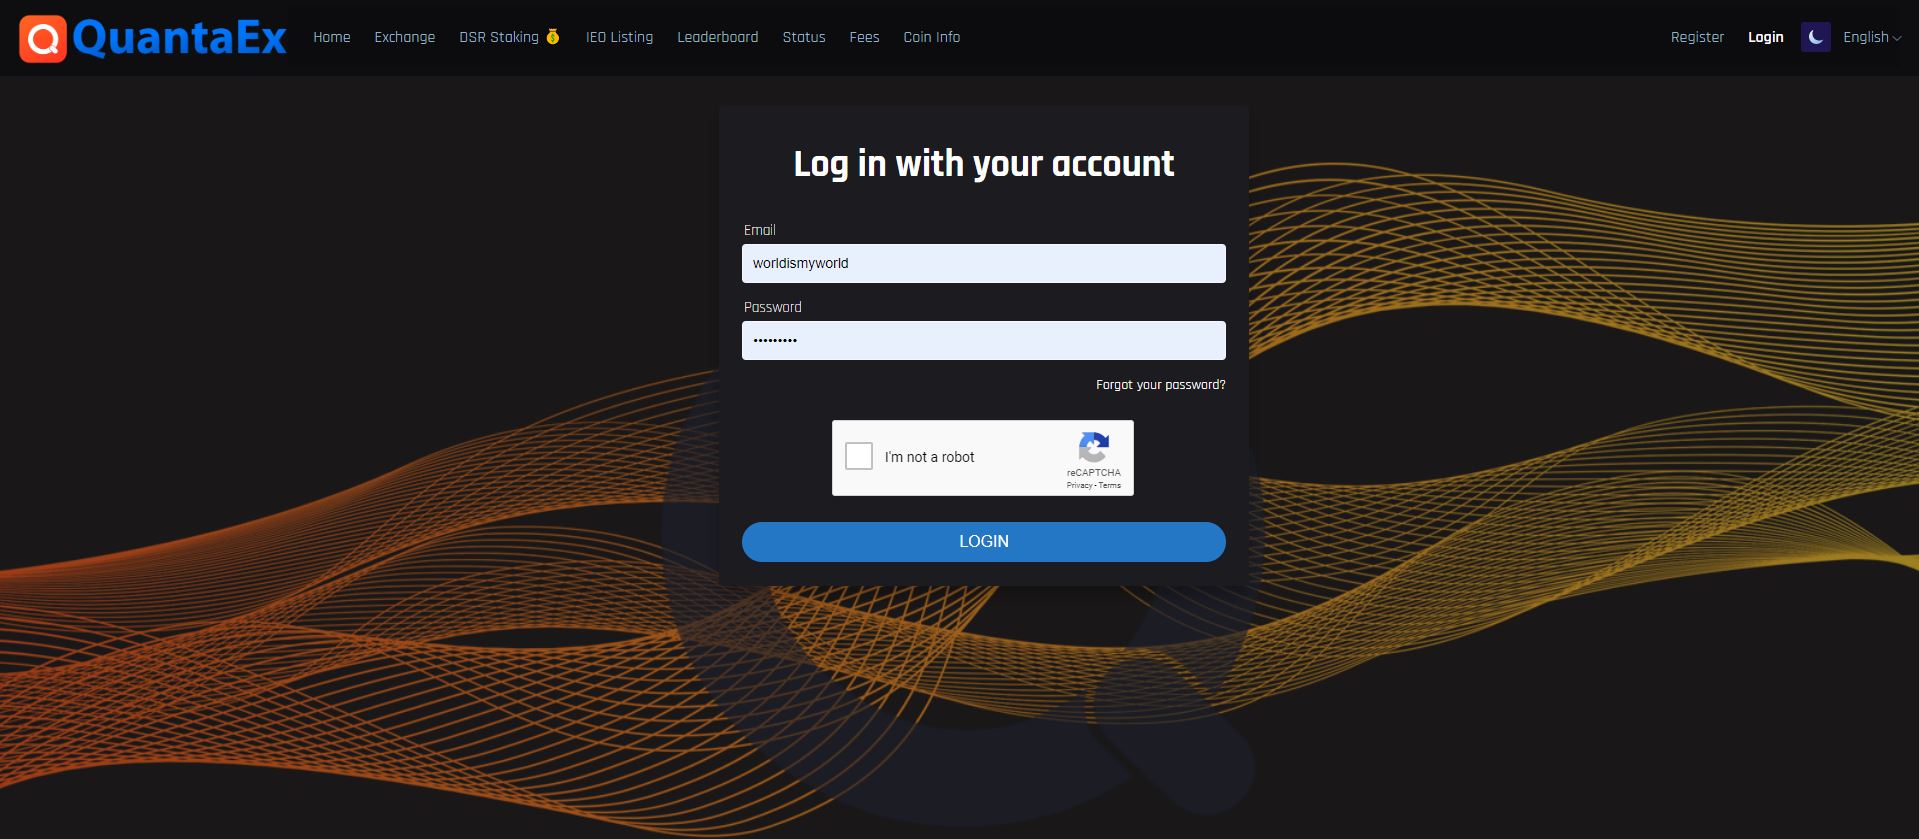 QuantaEx
Home Exchange DSR Staking IEO Listing Leaderboard Status Fees Coin Info Register Login English
Log in with your account
Email
worldismyworld
Password
•••••••••
Forgot your password?
I'm not a robot
reCAPTCHA
Privacy - Terms
LOGIN